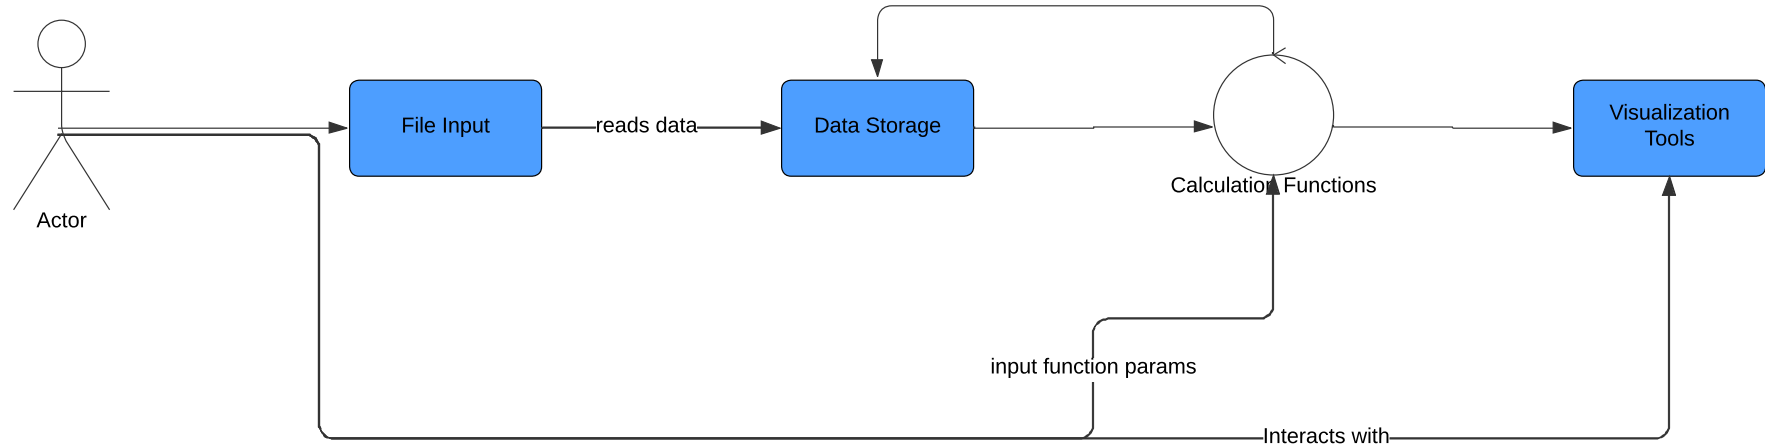 File Input
reads data
Data Storage
Visualization
Tools
Calculation Functions
Actor
input function params
Interacts with